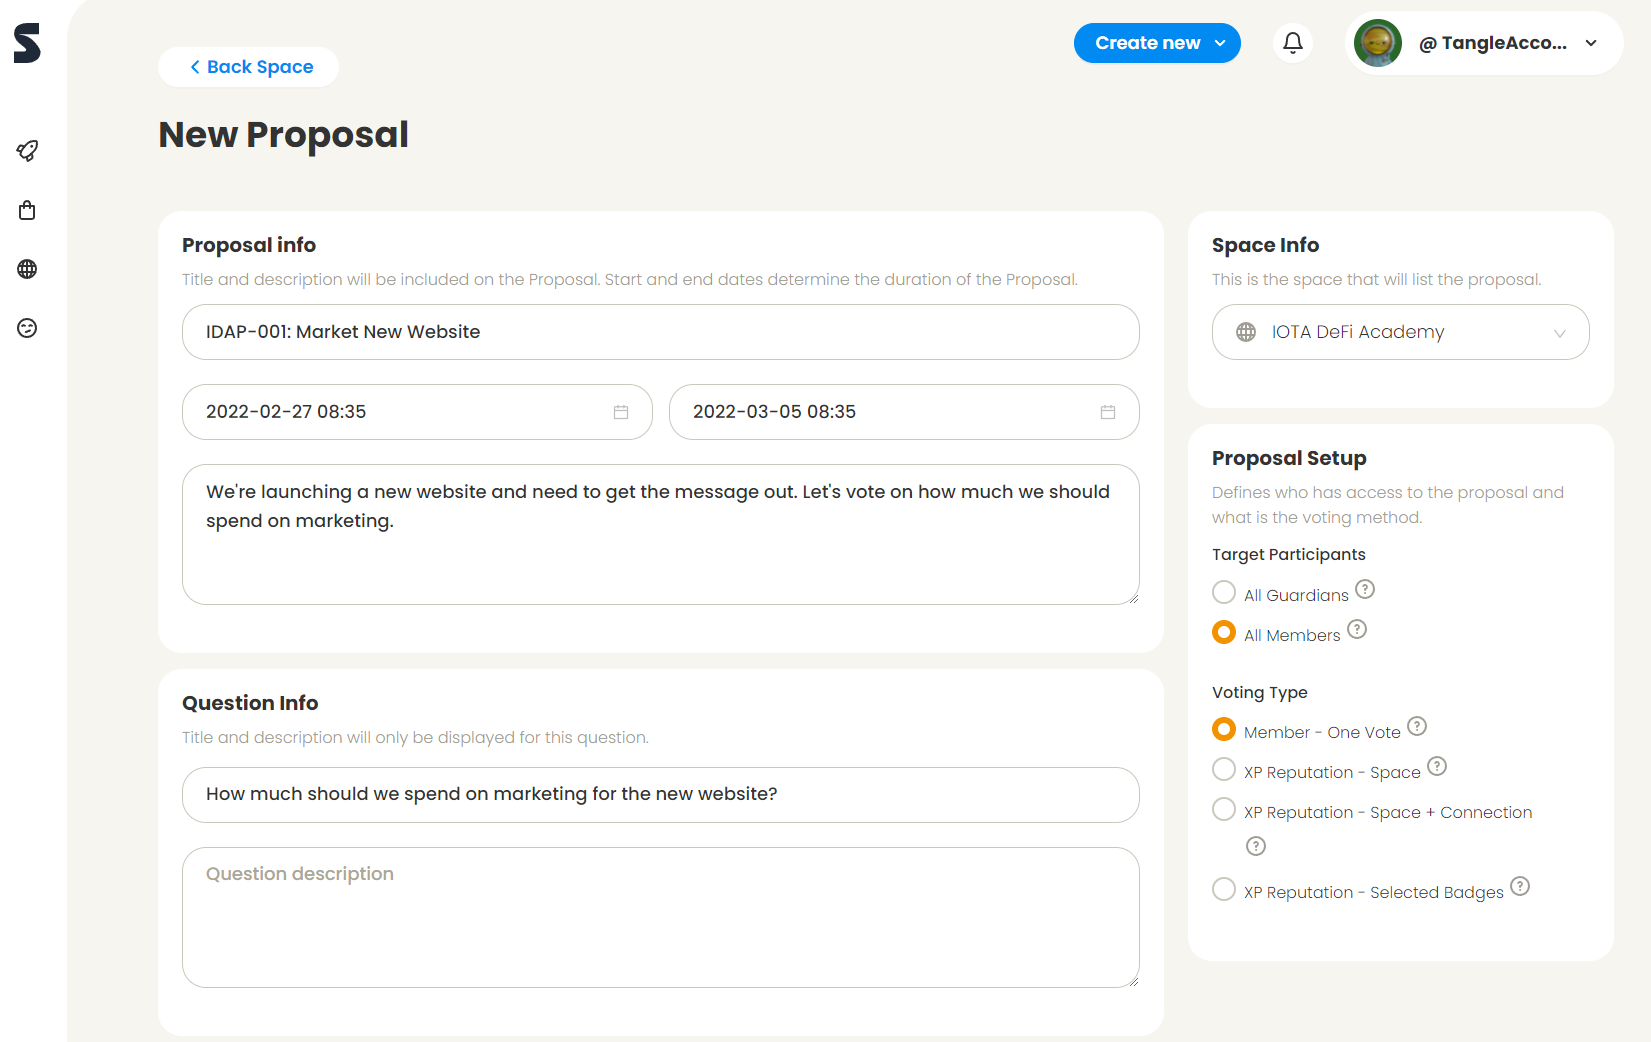 Back Space
Create new
@ TangleAcco...
New Proposal
Proposal info
Title and description will be included on the Proposal. Start and end dates determine the duration of the Proposal.
IDAP-001: Market New Website
2022-02-27 08:35
2022-03-05 08:35
We're launching a new website and need to get the message out. Let's vote on how much we should
spend on marketing.
Question Info
Title and description will only be displayed for this question.
How much should we spend on marketing for the new website?
Question description
Space Info
This is the space that will list the proposal.
IOTA DeFi Academy
Proposal Setup
Defines who has access to the proposal and
what is the voting method.
Target Participants
All Guardians ?
All Members ?
Voting Type
Member - One Vote ?
XP Reputation - Space ?
XP Reputation - Space + Connection
?
XP Reputation - Selected Badges ?